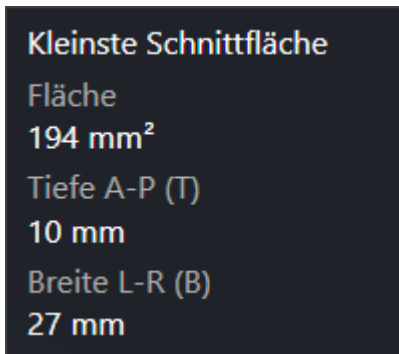 Kleinste Schnittfläche
Fläche
194 mm²
Tiefe A-P (T)
10 mm
Breite L-R (B)
27 mm